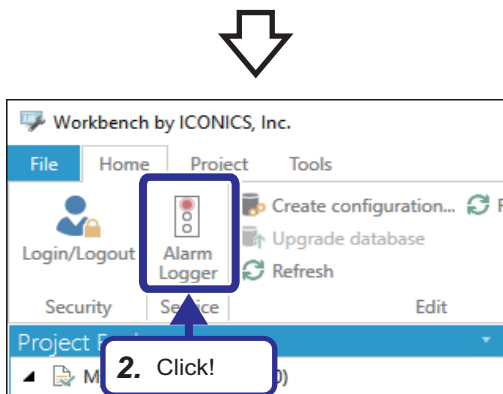 Workbench by ICONICS, Inc.
File Home Project Tools
Login/Logout
Alarm
Logger
Create configuration...
Upgrade database
Refresh
Security
Edit
Project
2. Click!